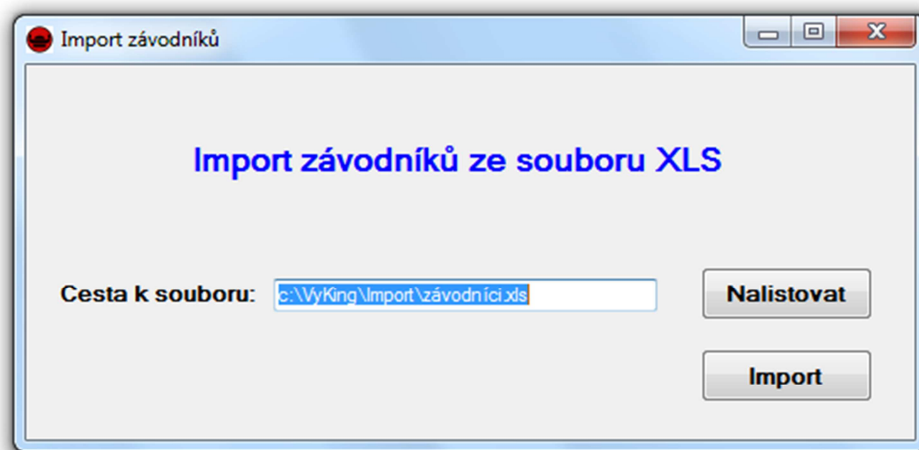 Import závodníků
Import závodníků ze souboru XLS
Cesta k souboru: c:\VyKing\Import\závodníci.xls Nalistovat
Import